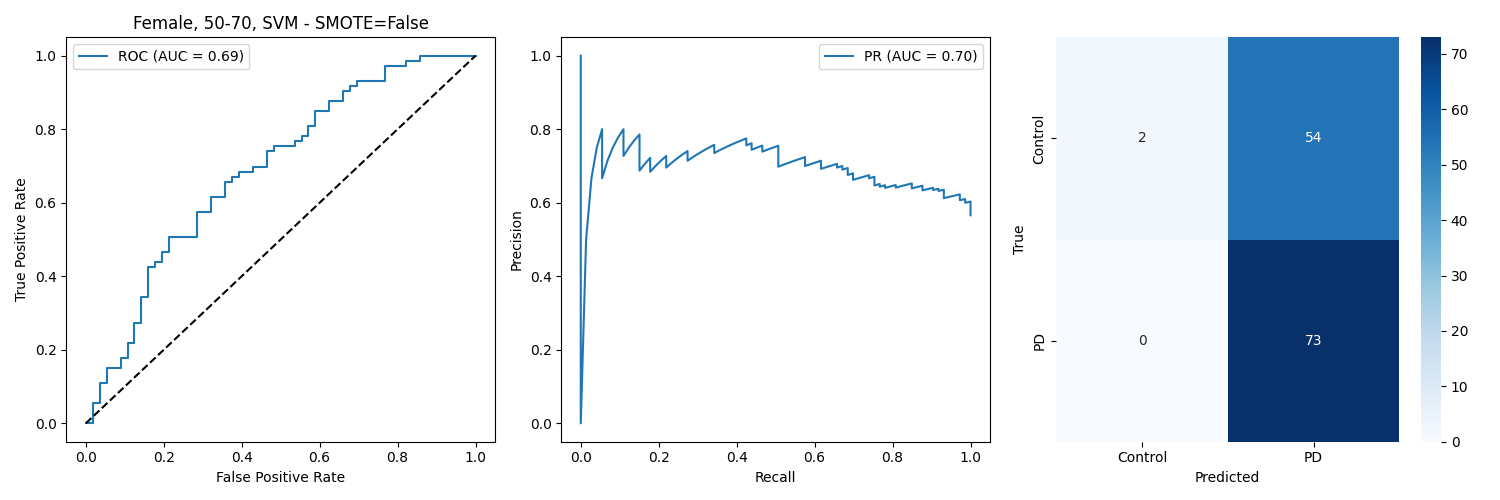 Female, 50-70, SVM - SMOTE=False
ROC (AUC = 0.69)
1.0
0.8
0.6
0.4
0.2
0.0
True Positive Rate
0.0 0.2 0.4 0.6 0.8 1.0
False Positive Rate
PR (AUC = 0.70)
1.0
0.8
0.6
0.4
0.2
0.0
Precision
0.0 0.2 0.4 0.6 0.8 1.0
Recall
True
Control
2 54
PD
0 73
Control PD
Predicted
70
60
50
40
30
20
10
0